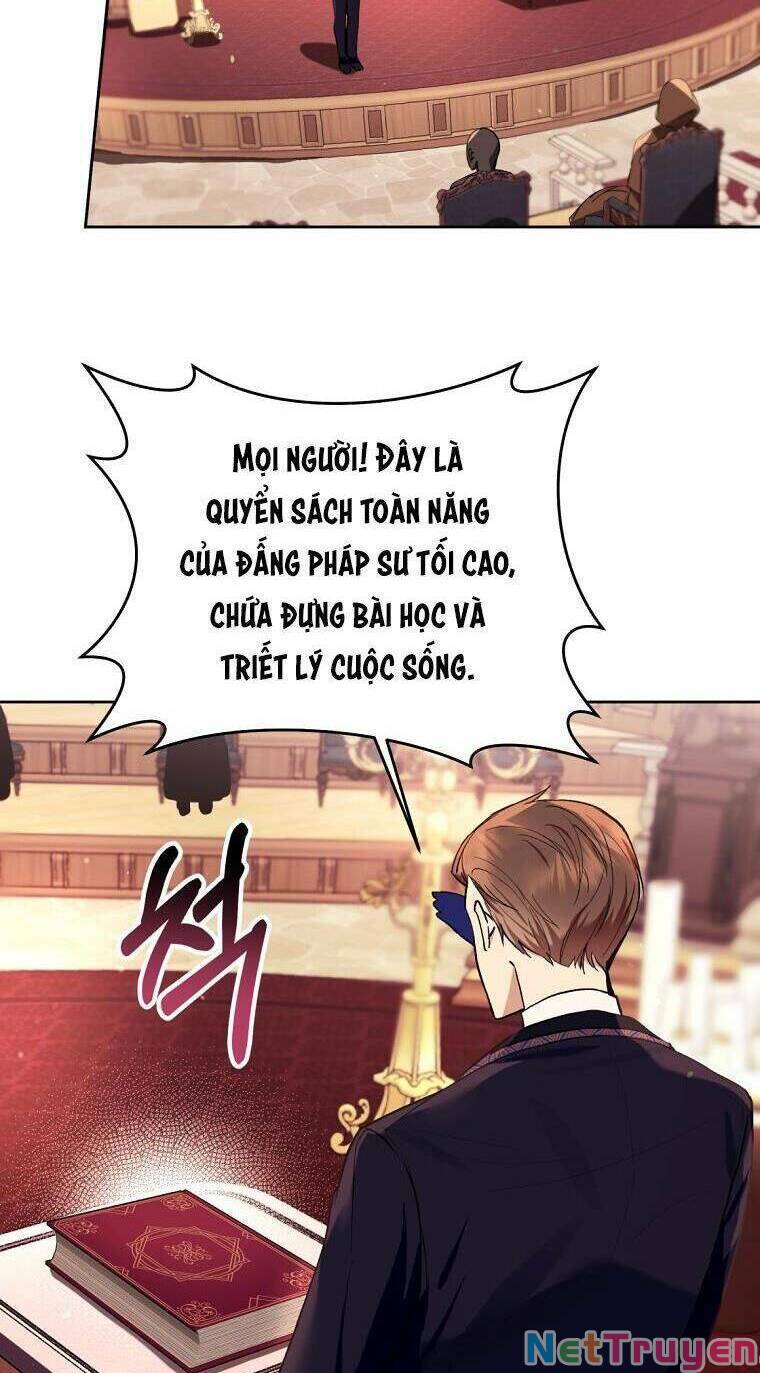 MỌI NGƯỜI! ĐÂY LÀ
QUYỂN SÁCH TOÀN NĂNG
CỦA ĐẤNG PHÁP SƯ TỐI CAO,
CHỨA ĐỰNG BÀI HỌC VÀ
TRIẾT LÝ CUỘC SỐNG.
척
NETTRUYEN